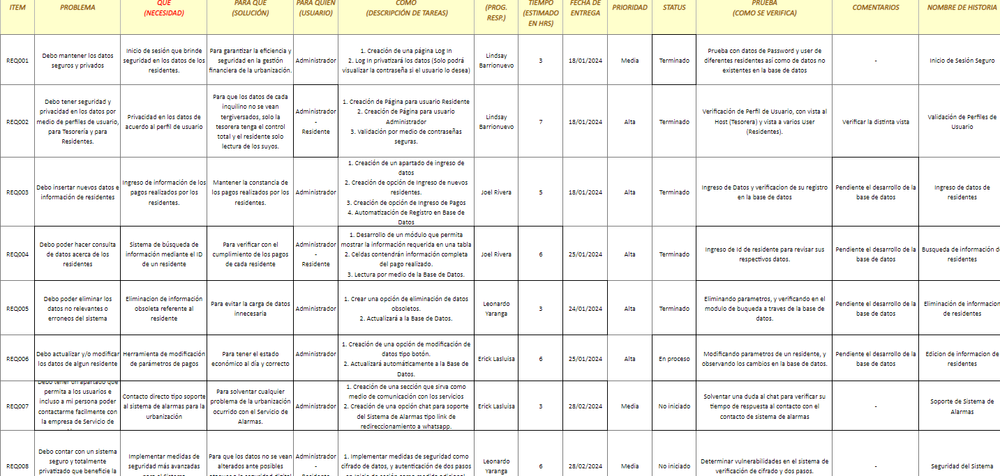 ITEM
PROBLEMA
QUE
(NECESIDAD)
PARA QUE
(SOLUCIÓN)
PARA QUIEN
(USUARIO)
COMO
(DESCRIPCIÓN DE TAREAS)
(PROG.
RESP.)
TIEMPO
(ESTIMADO
EN HRS)
FECHA DE
ENTREGA
PRIORIDAD
STATUS
PRUEBA
(COMO SE VERIFICA)
COMENTARIOS
NOMBRE DE HISTORIA
REQ001
Debo mantener los datos
seguros y privados
Inicio de sesión que brinde
seguridad en los datos de los
residentes.
Para garantizar la eficiencia y
seguridad en la gestión
financiera de la urbanización.
Administrador
1. Creación de una página Log In
2. Log In privatizará los datos (Solo podrá
visualizar la contraseña si el usuario lo desea)
Lindsay
Barrionuevo
3
18/01/2024
Media
Terminado
Prueba con datos de Password y user de
diferentes residentes así como de datos no
existentes en la base de datos
-
Inicio de Sesión Seguro
REQ002
Debo tener seguridad y
privacidad en los datos por
medio de perfiles de usuario,
para Tesorería y para
Residentes.
Privacidad en los datos de
acuerdo al perfil de usuario
Para que los datos de cada
inquilino no se vean
tergiversados, solo la
tesorera tenga el control
total y el residente solo
lectura de los suyos.
Administrador
-
Residente
1. Creación de Página para usuario Residente
2. Creación de Página para usuario
Administrador
3. Validación por medio de contraseñas
seguras.
Lindsay
Barrionuevo
7
18/01/2024
Alta
Terminado
Verificación de Perfil de Usuario, con vista al
Host (Tesorera) y vista a varios User
(Residentes).
Verificar la distinta vista
Validación de Perfiles de
Usuario
REQ003
Debo insertar nuevos datos e
información de residentes
Ingreso de información de los
pagos realizados por los
residentes.
Mantener la constancia de
los pagos realizados por los
residentes.
Administrador
1. Creación de un apartado de ingreso de
datos
2. Creación de opción de Ingreso de nuevos
residentes.
3. Creación de opción de Ingreso de Pagos
4. Automatización de Registro en Base de
Datos
Joel Rivera
5
18/01/2024
Alta
Terminado
Ingreso de Datos y verificacion de su registro
en la base de datos
Pendiente el desarrollo de la
base de datos
Ingreso de datos de
residentes
REQ004
Debo poder hacer consulta
de datos acerca de los
residentes
Sistema de búsqueda de
información mediante el ID
de un residente
Para verificar con el
cumplimiento de los pagos
de cada residente
Administrador
-
Residente
1. Desarrollo de un módulo que permita
mostrar la información requerida en una tabla
2. Celdas contendrán información completa
del pago realizado.
3. Lectura por medio de la Base de Datos.
Joel Rivera
6
25/01/2024
Alta
Terminado
Ingreso de Id de residente para revisar sus
respectivos datos.
Pendiente el desarrollo de la
base de datos
Busqueda de información de
residentes
REQ005
Debo poder eliminar los
datos no relevantes o
erroneos del sistema
Eliminacion de información
obsoleta referente al
residente
Para evitar la carga de datos
innecesaria
Administrador
1. Crear una opción de eliminación de datos
obsoletos.
2. Actualizará a la Base de Datos.
Leonardo
Yaranga
3
24/01/2024
Alta
Terminado
Eliminando parametros, y verificando en el
modulo de buqueda a traves de la base de
datos.
Pendiente el desarrollo de la
base de datos
Eliminación de informacion
de residentes
REQ006
Debo actualizar y/o modificar
los datos de algun residente
Herramienta de modificación
de parámetros de pagos
Para tener el estado
económico al día y correcto
Administrador
1. Creación de una opción de modificación de
datos tipo botón.
2. Actualizará automáticamente a la Base de
Datos.
Erick Lasluisa
6
25/01/2024
Alta
En proceso
Modificando parametros de un residente, y
observando los cambios en la base de datos.
Pendiente el desarrollo de la
base de datos
Edicion de informacion de
residentes
REQ007
Debo tener un apartado que
permita a los usuarios e
incluso a mi persona poder
contactarme facilmente con
la empresa de Servicio de
Contacto directo tipo soporte
al sistema de alarmas para la
urbanización
Para solventar cualquier
problema de la urbanización
ocurrido con el Servicio de
Alarmas.
Administrador
1. Creación de una sección que sirva como
medio de comunicación con los servicios
2. Creación de una opción chat para soporte
del Sistema de Alarmas tipo link de
redireccionamiento a whatsapp.
Erick Lasluisa
3
28/02/2024
Media
No iniciado
Solventar una duda al chat para verificar su
tiempo de respuesta al contacto con el
contacto de sistema de alarmas
-
Soporte de Sistema de
Alarmas
REQ008
Debo contar con un sistema
seguro y totalmente
privatizado que beneficie la
Implementar medidas de
seguridad más avanzadas
para el Sistema
Para que los datos no se vean
alterados ante posibles
ataques a la seguridad digital
Administrador
-
Residente
1. Implementar medidas de seguridad como
cifrado de datos, y autenticación de dos pasos
en Inicio de sesión como medida adicional
Leonardo
Yaranga
6
28/02/2024
Media
No iniciado
Determinar vulnerabilidades en el sistema de
verificación de cifrado y dos pasos.
-
Seguridad del Sistema